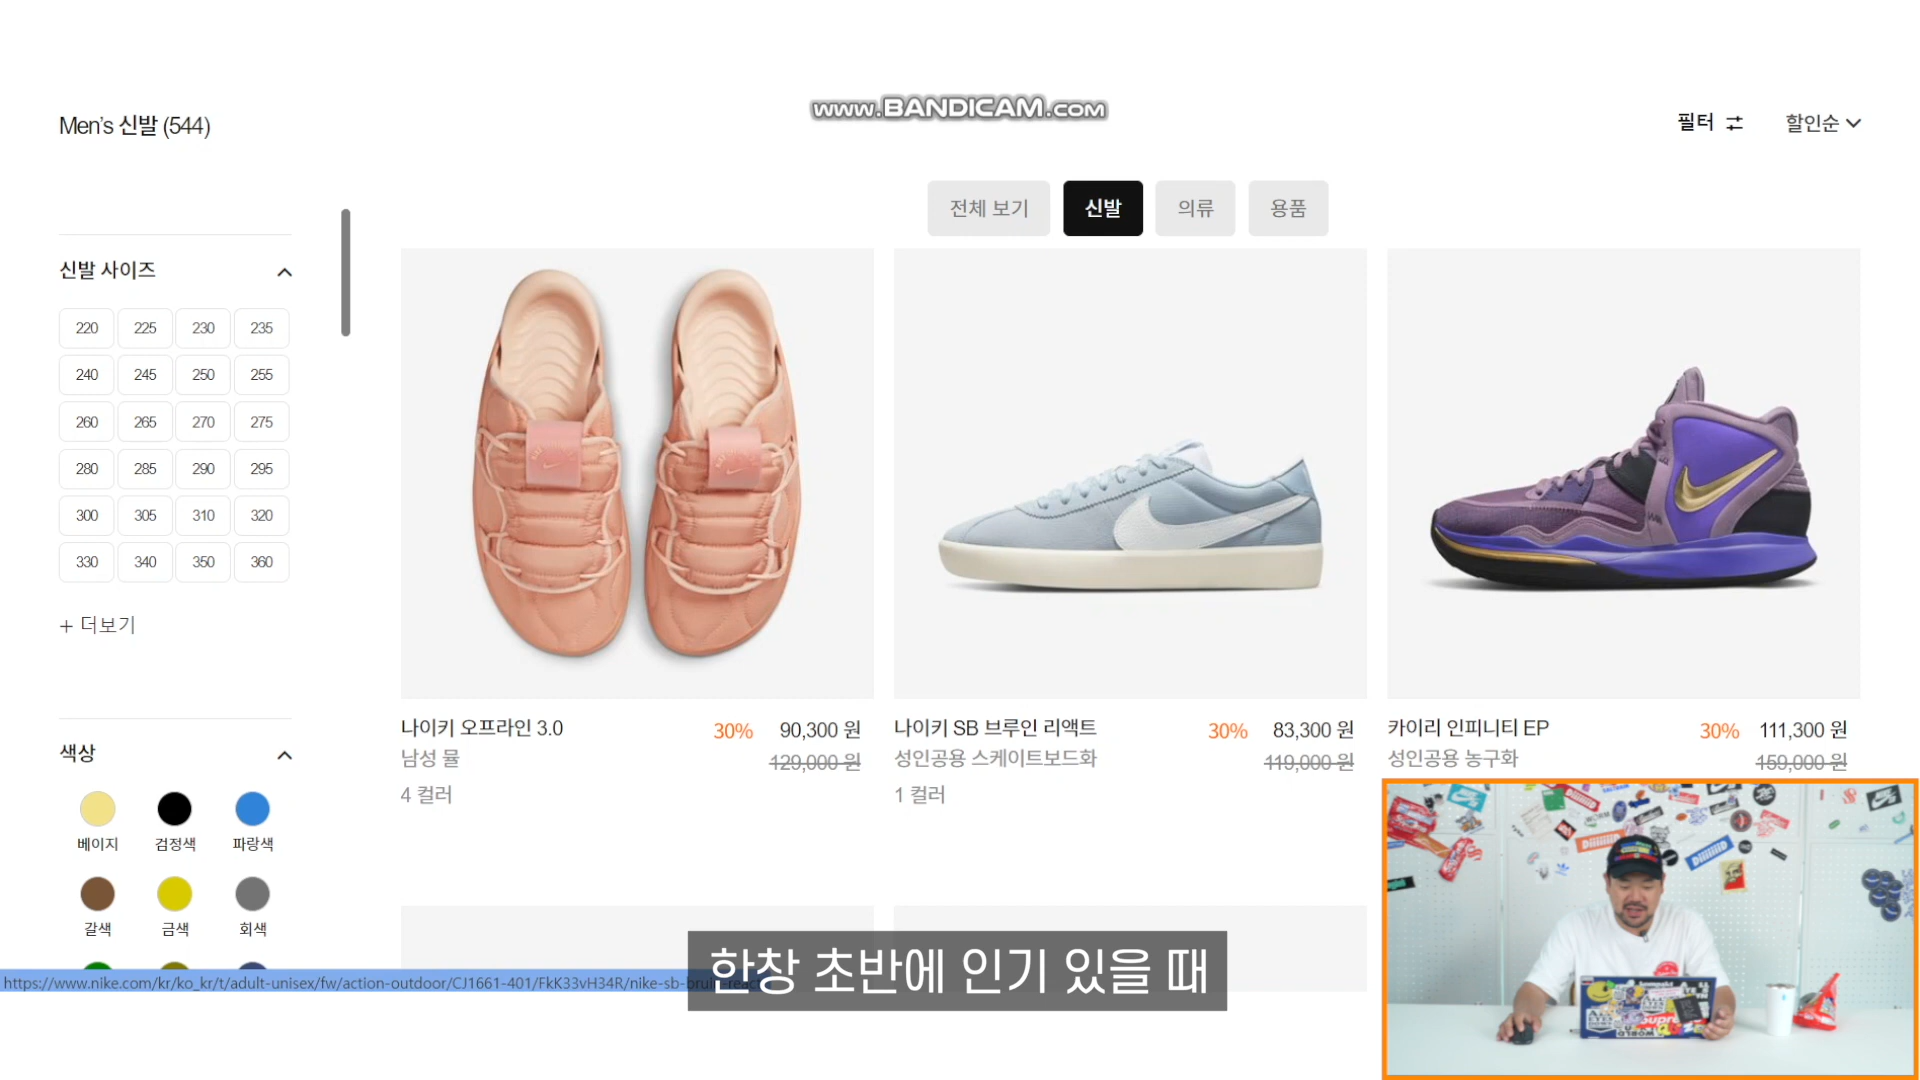 www.BANDICAM.com
Men's 신발 (544)
필터
할인순
전체 보기
신발
의류
용품
신발 사이즈
220 225 230 235
240 245 250 255
260 265 270 275
280 285 290 295
300 305 310 320
330 340 350 360
+ 더보기
색상
베이지 검정색 파랑색
갈색 금색 회색
나이키 오프라인 3.0 30% 90,300 원
남성 뮬 129,000 원
4 컬러
나이키 SB 브루인 리액트 30% 83,300 원
성인공용 스케이트보드화 119,000 원
1 컬러
카이리 인피니티 EP 30% 111,300 원
성인공용 농구화 159,000 원
https://www.nike.com/kr/ko_kr/t/adult-unisex/fw/action-outdoor/CJ1661-401/FkK33vH34R/nike-sb-bruin-react
한창 초반에 인기 있을 때